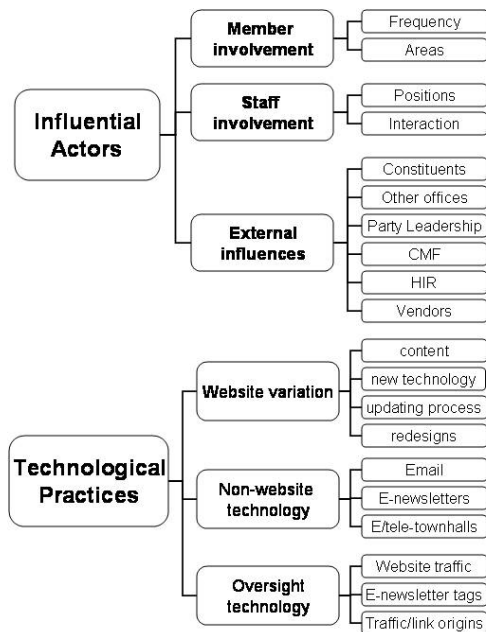 Influential
Actors
Member
involvement
Frequency
Areas
Staff
involvement
Positions
Interaction
External
influences
Constituents
Other offices
Party Leadership
CMF
HIR
Vendors
Technological
Practices
Website variation
content
new technology
updating process
redesigns
Non-website
technology
Email
E-newsletters
E/tele-townhalls
Oversight
technology
Website traffic
E-newsletter tags
Traffic/link origins